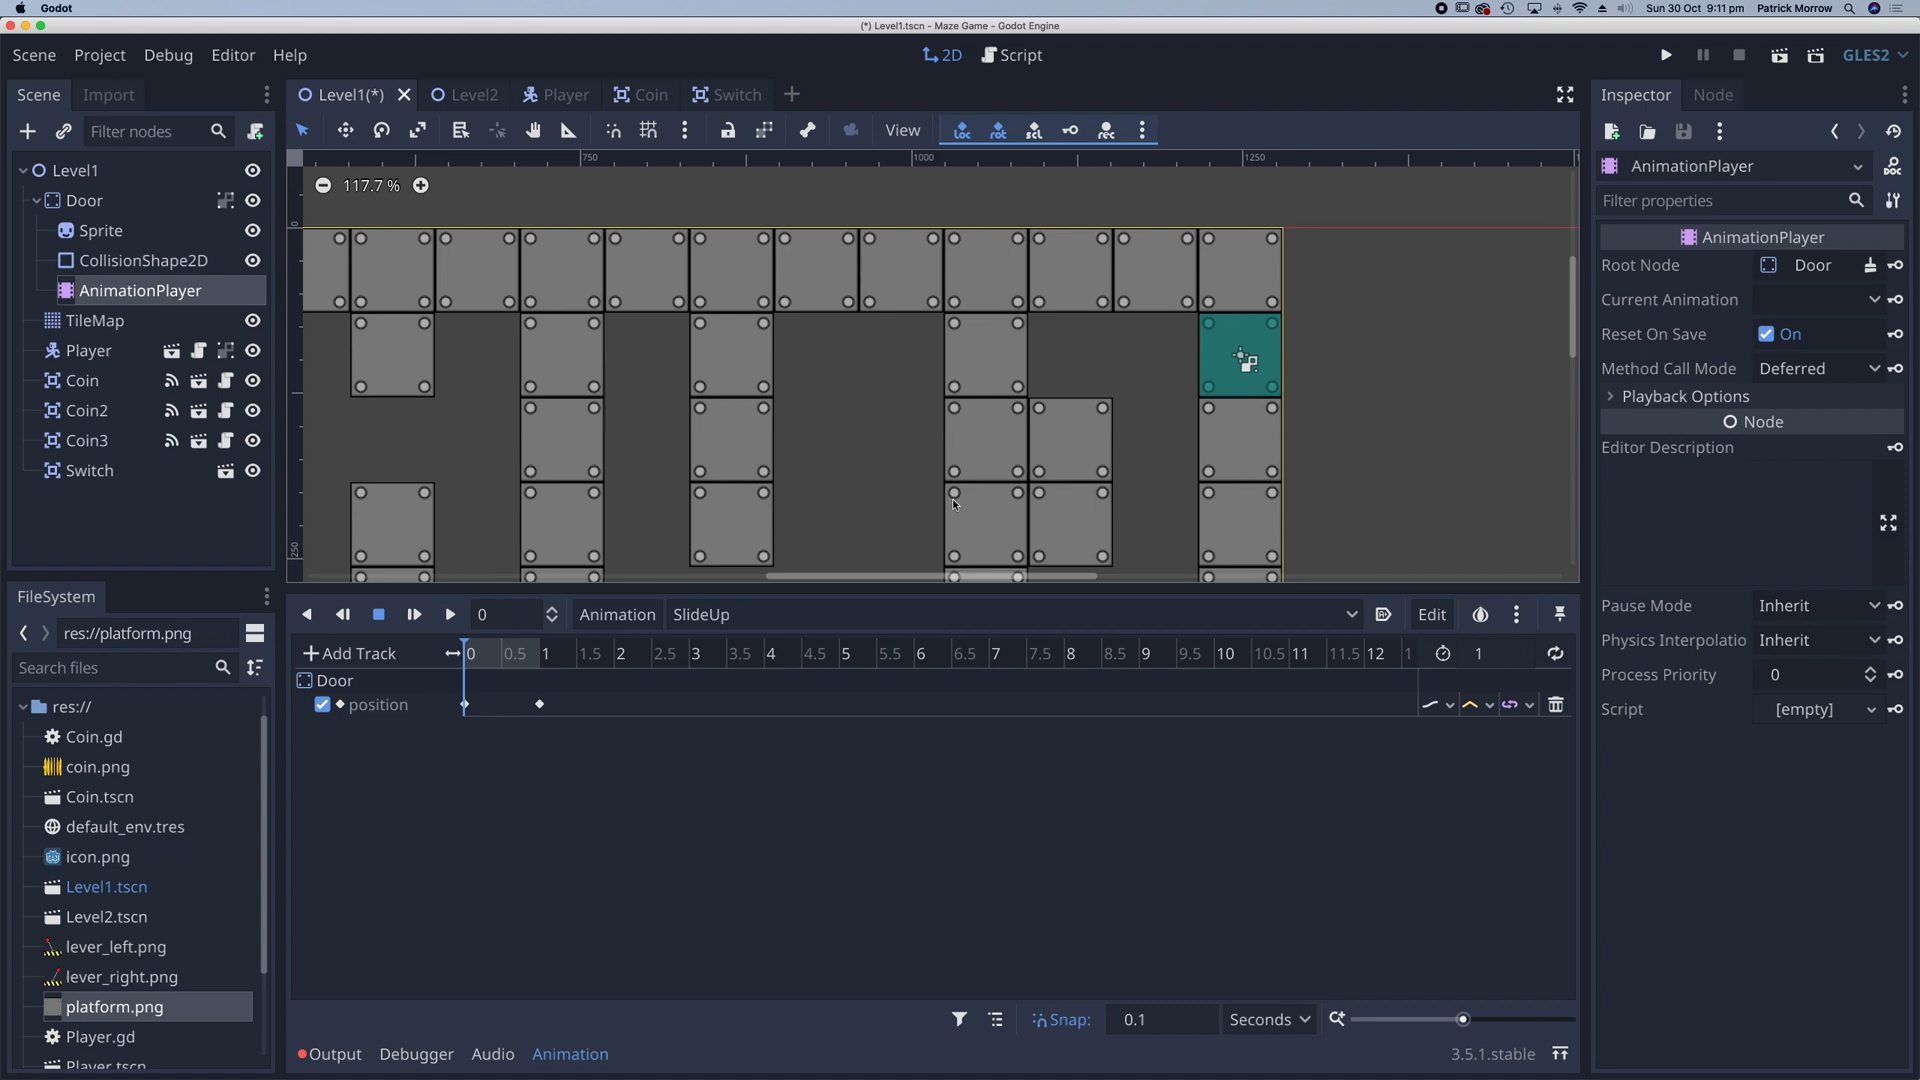 Godot
Sun 30 Oct 9:11 pm Patrick Morrow
(*) Level1.tscn - Maze Game - Godot Engine
Scene Project Debug Editor Help
2D Script
GLES2
Scene Import
Level1(*) Level2 Player Coin Switch
Inspector Node
Filter nodes
View
Level1
Door
Sprite
CollisionShape2D
AnimationPlayer
TileMap
Player
Coin
Coin2
Coin3
Switch
750 1000 1250
117.7 %
0
250
AnimationPlayer
DOC
Filter properties
AnimationPlayer
Root Node Door
Current Animation
Reset On Save On
Method Call Mode Deferred
Playback Options
Node
Editor Description
Pause Mode Inherit
Physics Interpolatio Inherit
Process Priority 0
Script [empty]
FileSystem
res://platform.png
Search files
res://
Coin.gd
coin.png
Coin.tscn
default_env.tres
icon.png
Level1.tscn
Level2.tscn
lever_left.png
lever_right.png
platform.png
Player.gd
Player.tscn
0 Animation SlideUp Edit
Add Track 0 0.5 1 1.5 2 2.5 3 3.5 4 4.5 5 5.5 6 6.5 7 7.5 8 8.5 9 9.5 10 10.5 11 11.5 12 1 1
Door
position
Snap: 0.1 Seconds
Output Debugger Audio Animation
3.5.1.stable